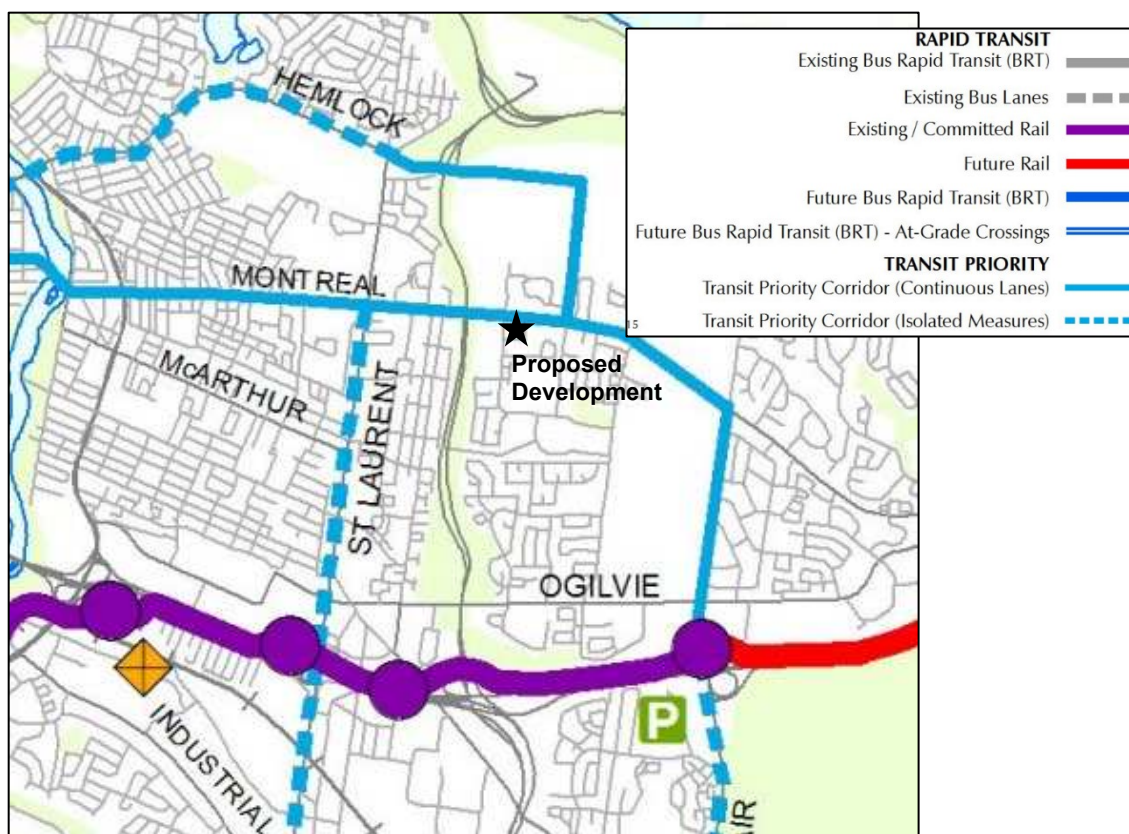 HEMLOCK
MONTREAL
McARTHUR
ST LAURENT
Proposed
Development
OGILVIE
INDUSTRIAL
P
AIR
15
RAPID TRANSIT
Existing Bus Rapid Transit (BRT)
Existing Bus Lanes
Existing / Committed Rail
Future Rail
Future Bus Rapid Transit (BRT)
Future Bus Rapid Transit (BRT) - At-Grade Crossings
TRANSIT PRIORITY
Transit Priority Corridor (Continuous Lanes)
Transit Priority Corridor (Isolated Measures)